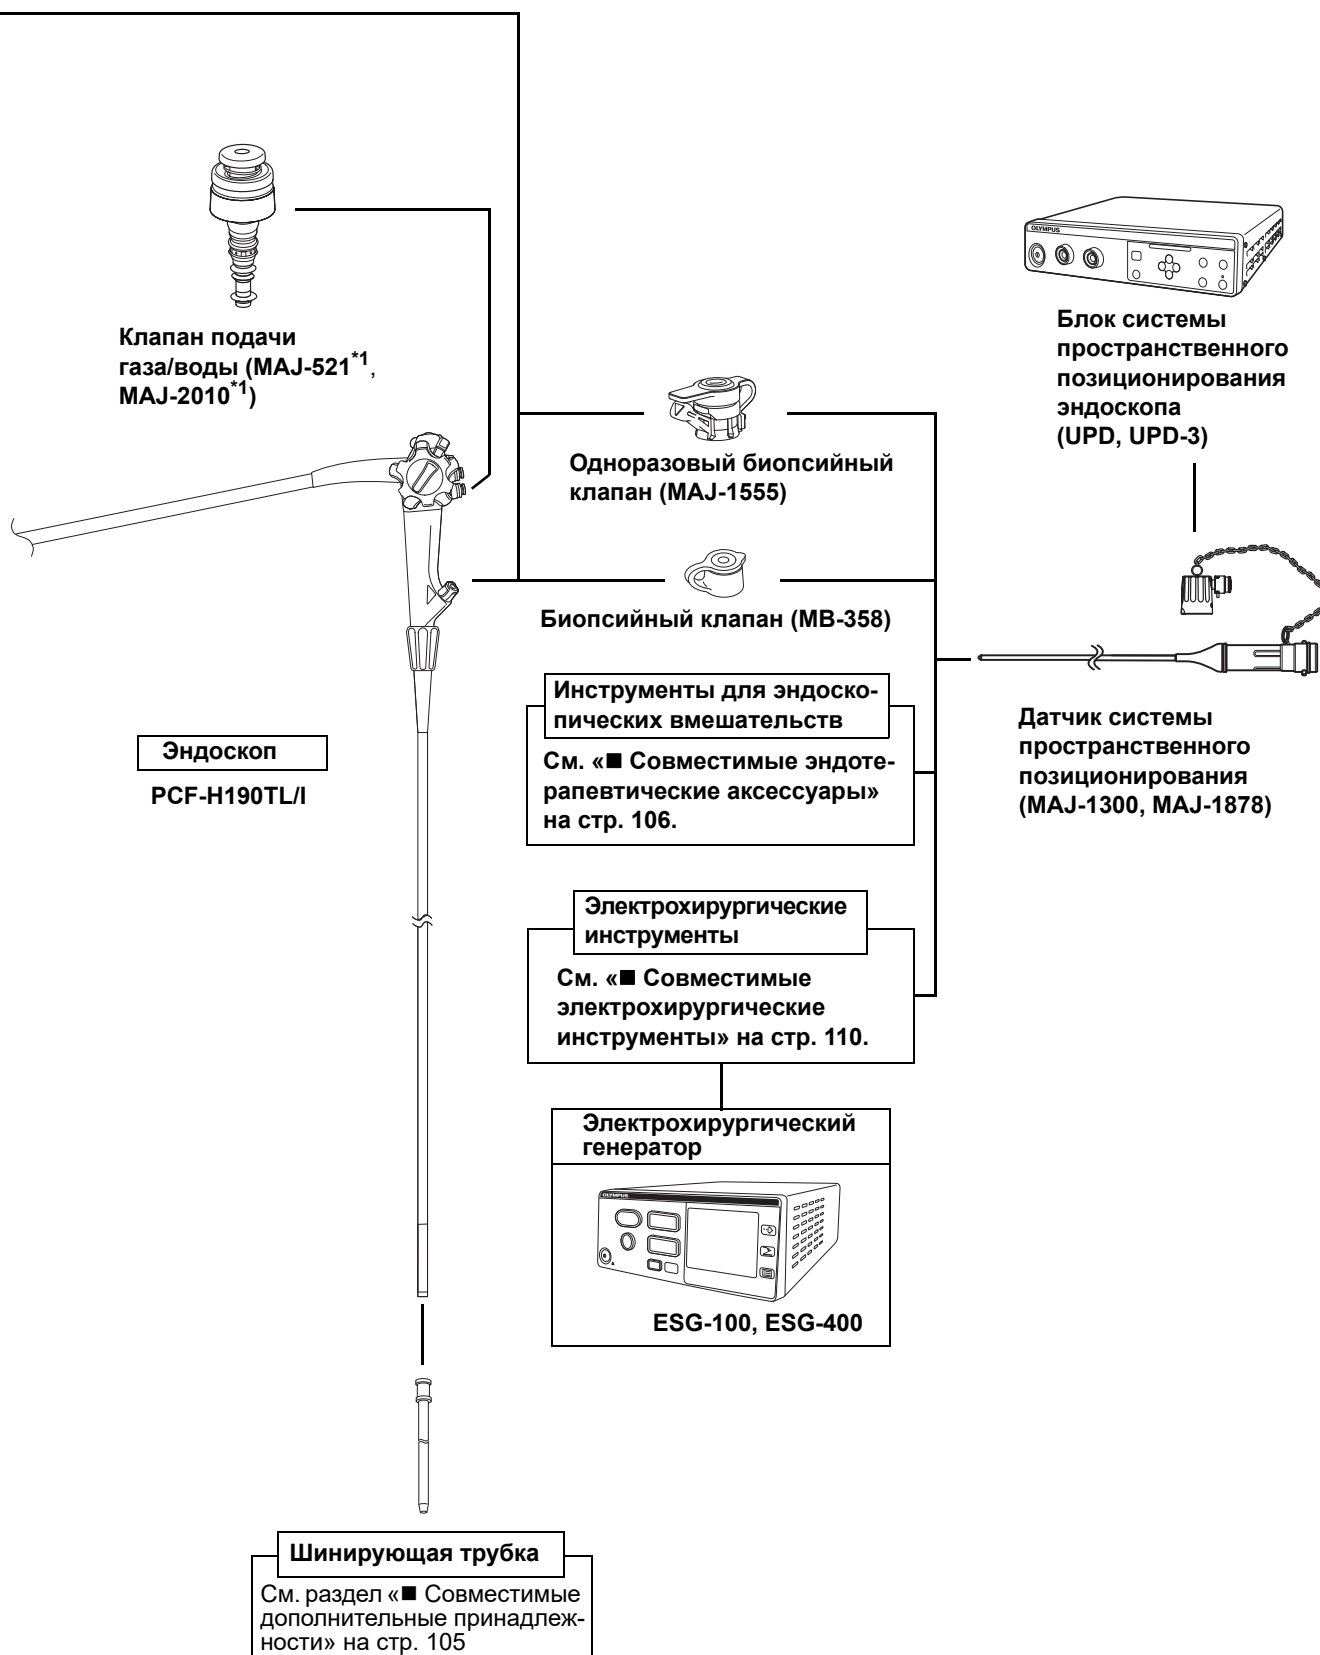 Клапан подачи
газа/воды (MAJ-521*1,
MAJ-2010*1)
OLYMPUS
Блок системы
пространственного
позиционирования
эндоскопа
(UPD, UPD-3)
Одноразовый биопсийный
клапан (MAJ-1555)
Биопсийный клапан (MB-358)
Инструменты для эндоско-
пических вмешательств
См. «■ Совместимые эндоте-
рапевтические аксессуары»
на стр. 106.
Датчик системы
пространственного
позиционирования
(MAJ-1300, MAJ-1878)
Эндоскоп
PCF-H190TL/I
Электрохирургические
инструменты
См. «■ Совместимые
электрохирургические
инструменты» на стр. 110.
Электрохирургический
генератор
OLYMPUS
ESG-100, ESG-400
Шинирующая трубка
См. раздел «■ Совместимые
дополнительные принадлеж-
ности» на стр. 105